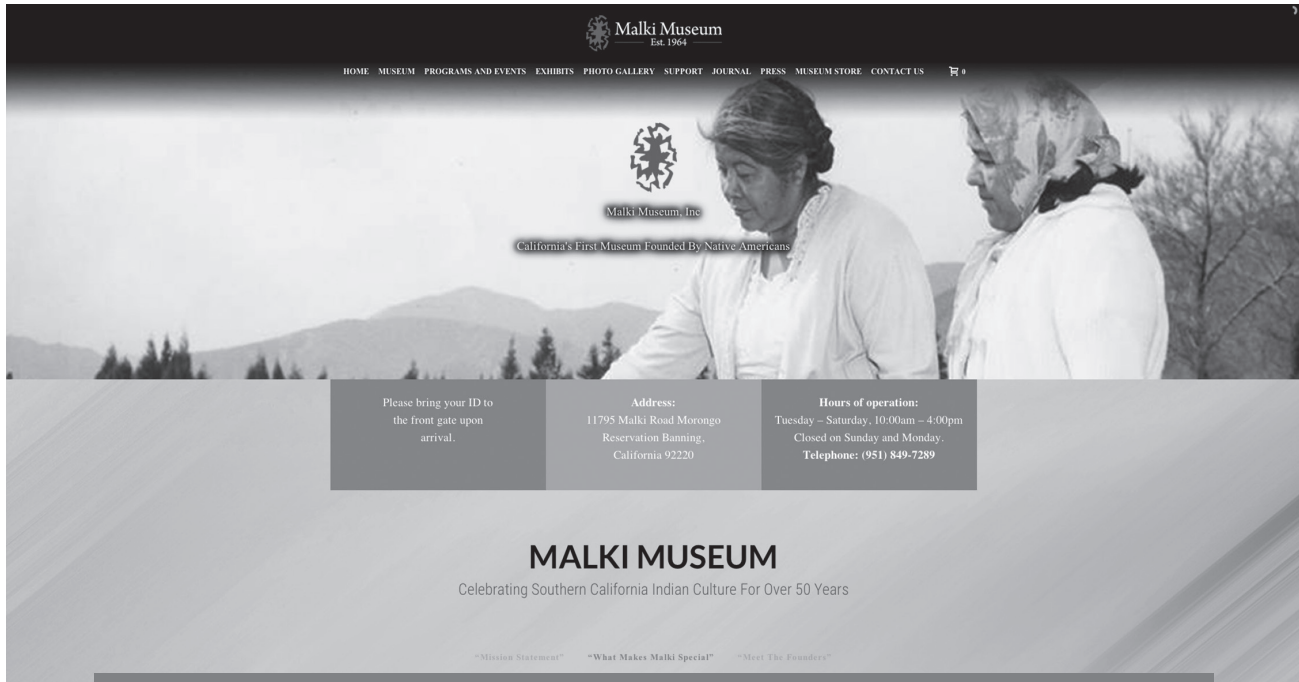 Malki Museum
Est. 1964
HOME MUSEUM PROGRAMS AND EVENTS EXHIBITS PHOTO GALLERY SUPPORT JOURNAL PRESS MUSEUM STORE CONTACT US 0
Malki Museum, Inc
California's First Museum Founded By Native Americans
Please bring your ID to
the front gate upon
arrival.
Address:
11795 Malki Road Morongo
Reservation Banning,
California 92220
Hours of operation:
Tuesday – Saturday, 10:00am – 4:00pm
Closed on Sunday and Monday.
Telephone: (951) 849-7289
MALKI MUSEUM
Celebrating Southern California Indian Culture For Over 50 Years
“Mission Statement” “What Makes Malki Special” “Meet The Founders”